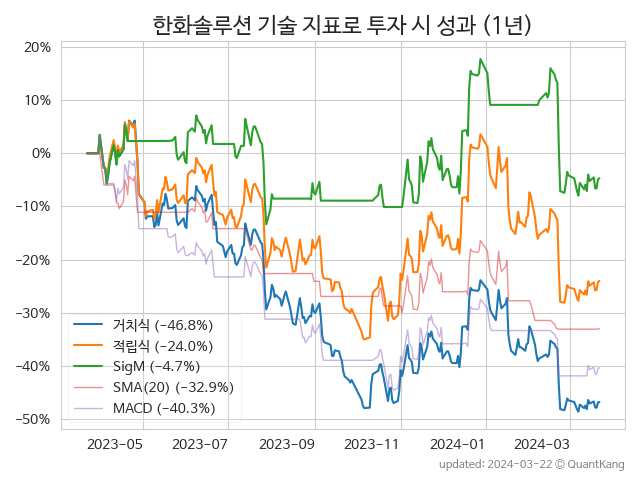 한화솔루션 기술 지표로 투자 시 성과 (1년)
20%
10%
0%
−10%
−20%
−30%
−40%
−50%
거치식 (−46.8%)
적립식 (−24.0%)
SigM (−4.7%)
SMA(20) (−32.9%)
MACD (−40.3%)
2023-05 2023-07 2023-09 2023-11 2024-01 2024-03
updated: 2024-03-22 ⓒ QuantKang